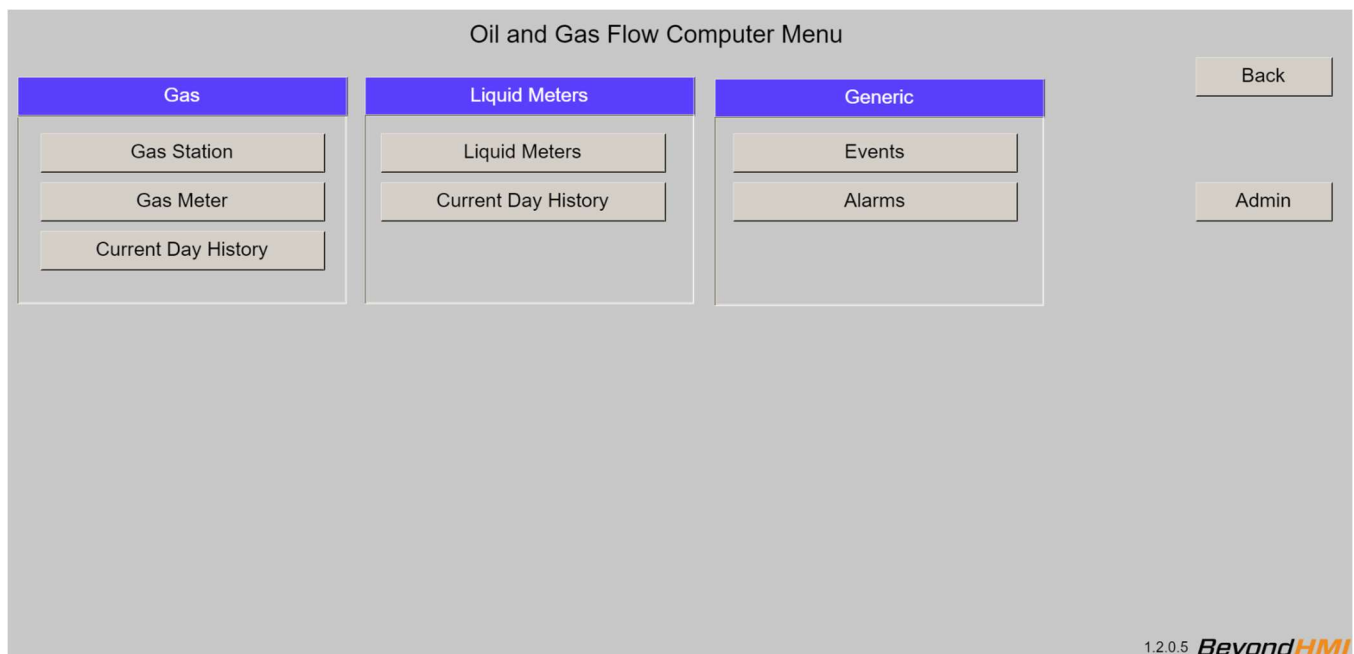 Oil and Gas Flow Computer Menu
Back
Gas
Liquid Meters
Generic
Gas Station
Liquid Meters
Events
Gas Meter
Current Day History
Alarms
Admin
Current Day History
1.2.0.5 BeyondHMI